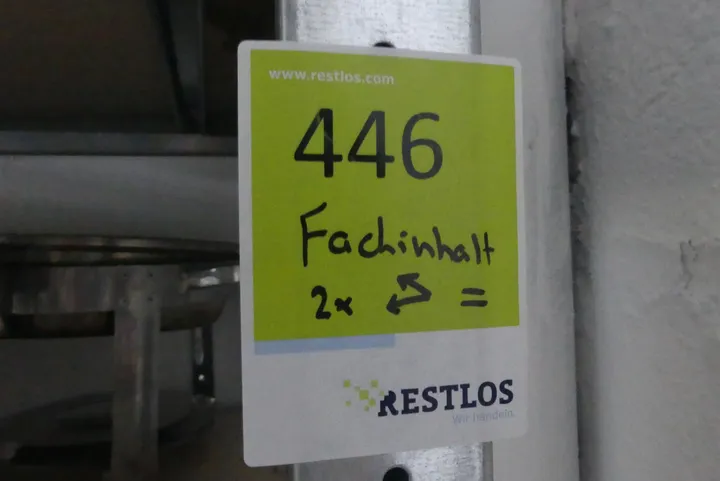 www.restlos.com
446
Fachinhalt
2x ↙↗↘ =
RESTLOS
Wir handeln.